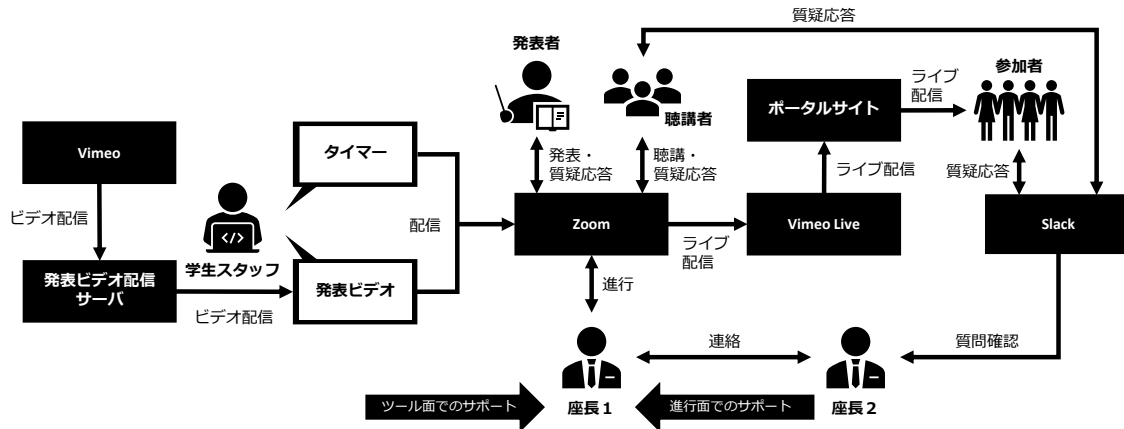 質疑応答
発表者
聴講者
参加者
ライブ
配信
ポータルサイト
Vimeo
タイマー
発表・
質疑応答
聴講・
質疑応答
ライブ配信
質疑応答
ビデオ配信
配信
Zoom
ライブ
配信
Vimeo Live
Slack
学生スタッフ
発表ビデオ配信
サーバ
ビデオ配信
発表ビデオ
進行
連絡
質問確認
ツール面でのサポート
座長1
進行面でのサポート
座長2